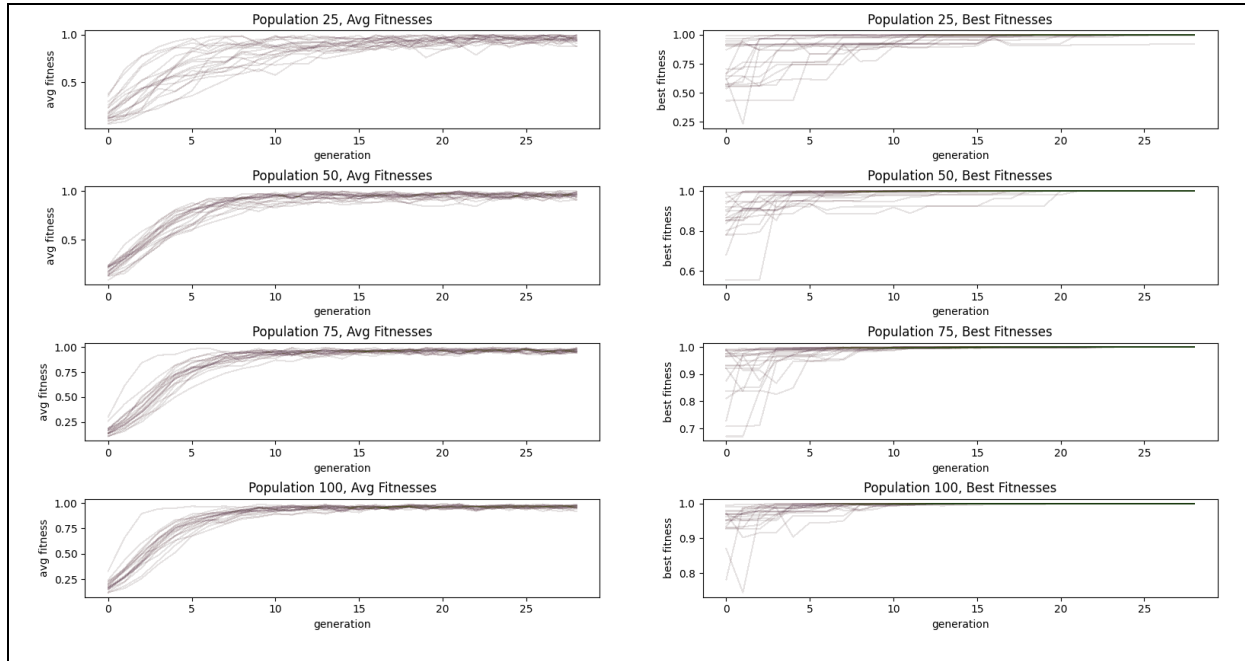 Population 25, Avg Fitnesses
avg fitness
1.0
0.5
0 5 10 15 20 25
generation
Population 25, Best Fitnesses
best fitness
1.00
0.75
0.50
0.25
0 5 10 15 20 25
generation
Population 50, Avg Fitnesses
avg fitness
1.0
0.5
0 5 10 15 20 25
generation
Population 50, Best Fitnesses
best fitness
1.0
0.8
0.6
0 5 10 15 20 25
generation
Population 75, Avg Fitnesses
avg fitness
1.00
0.75
0.50
0.25
0 5 10 15 20 25
generation
Population 75, Best Fitnesses
best fitness
1.0
0.9
0.8
0.7
0 5 10 15 20 25
generation
Population 100, Avg Fitnesses
avg fitness
1.00
0.75
0.50
0.25
0 5 10 15 20 25
generation
Population 100, Best Fitnesses
best fitness
1.0
0.9
0.8
0 5 10 15 20 25
generation